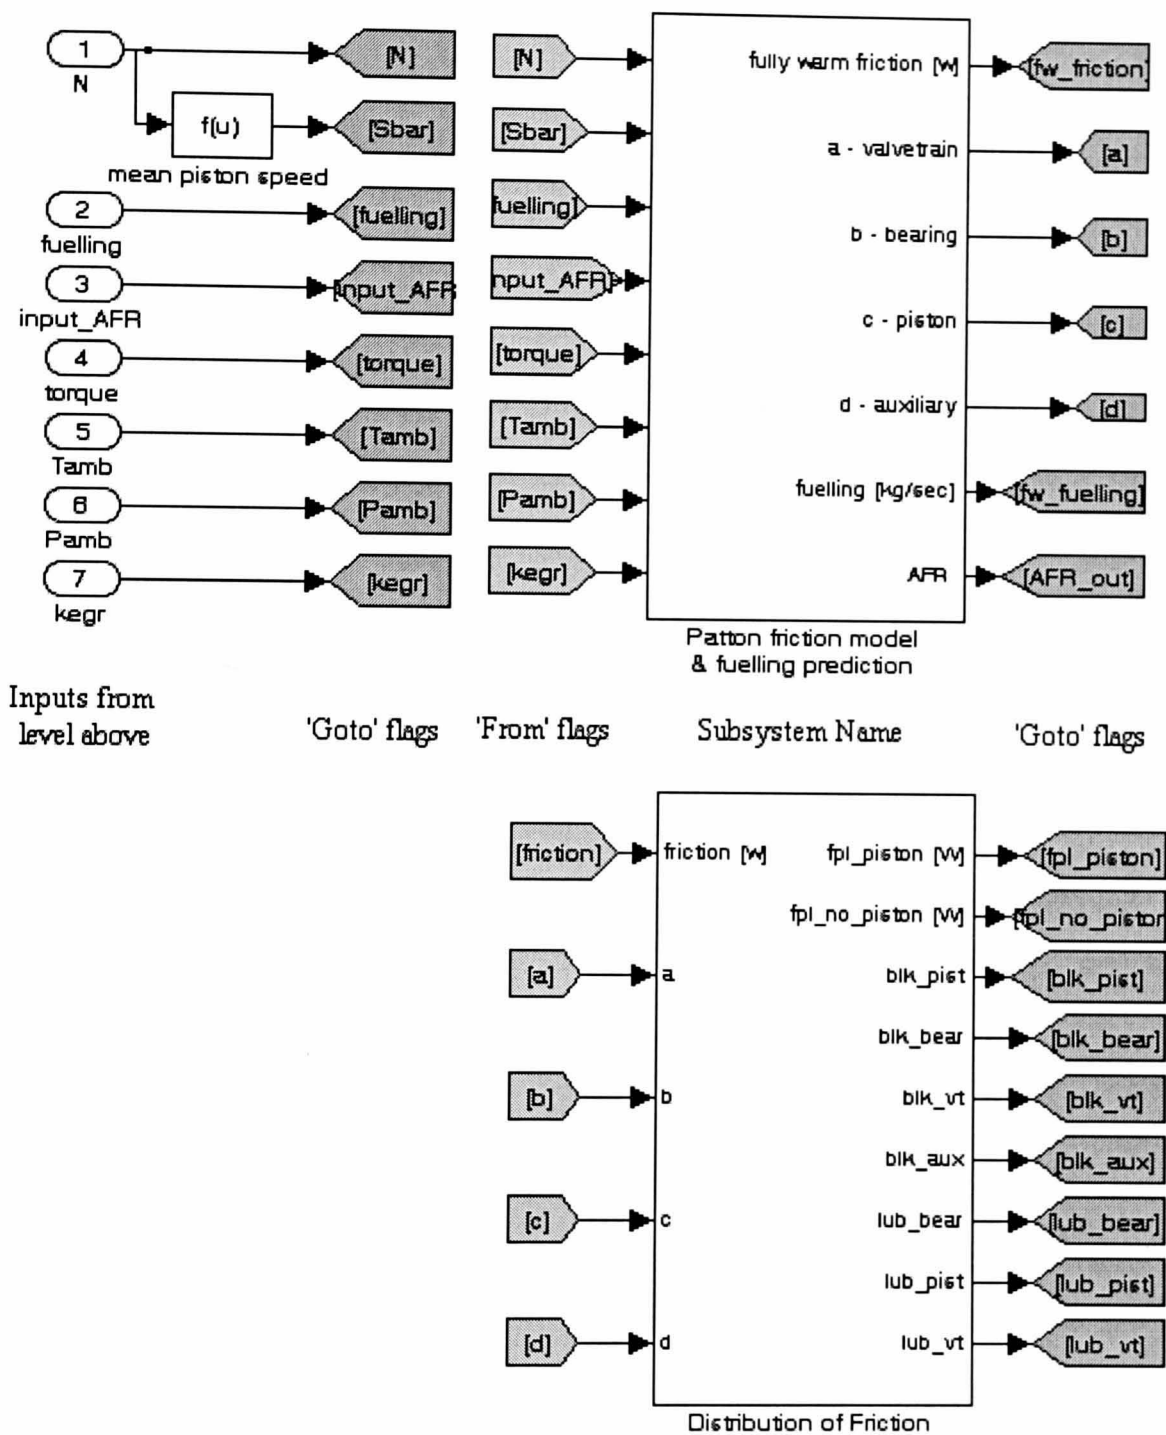 1
N
f(u)
mean piston speed
2
fuelling
3
input_AFR
4
torque
5
Tamb
6
Pamb
7
kegr
[N]
[Sbar]
[fuelling]
[input_AFR
[torque]
[Tamb]
[Pamb]
[kegr]
[N]
[Sbar]
fuelling]
nput_AFR]
[torque]
[Tamb]
[Pamb]
[kegr]
fully warm friction [W]
a - valvetrain
b - bearing
c - piston
d - auxiliary
fuelling [kg/sec]
AFR
Patton friction model
& fuelling prediction
[fw_friction]
[a]
[b]
[c]
[d]
[fw_fuelling]
[AFR_out]
Inputs from
level above
'Goto' flags
'From' flags
Subsystem Name
'Goto' flags
[friction]
[a]
[b]
[c]
[d]
friction [W]
a
b
c
d
fpl_piston [W]
fpl_no_piston [W]
blk_pist
blk_bear
blk_vt
blk_aux
lub_bear
lub_pist
lub_vt
Distribution of Friction
[fpl_piston]
[fpl_no_piston
[blk_pist]
[blk_bear]
[blk_vt]
[blk_aux]
[lub_bear]
[lub_pist]
[lub_vt]